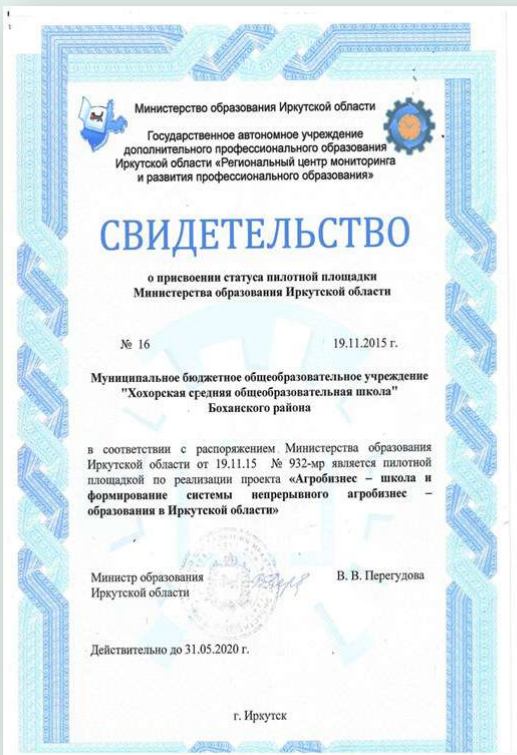 Министерство образования Иркутской области
Государственное автономное учреждение
дополнительного профессионального образования
Иркутской области «Региональный центр мониторинга
и развития профессионального образования»
СВИДЕТЕЛЬСТВО
о присвоении статуса пилотной площадки
Министерства образования Иркутской области
№ 16 19.11.2015 г.
Муниципальное бюджетное общеобразовательное учреждение
"Хохорская средняя общеобразовательная школа"
Боханского района
в соответствии с распоряжением Министерства образования
Иркутской области от 19.11.15 № 932-мр является пилотной
площадкой по реализации проекта «Агробизнес – школа и
формирование системы непрерывного агробизнес –
образования в Иркутской области»
Министр образования В. В. Перегудова
Иркутской области
Действительно до 31.05.2020 г.
г. Иркутск